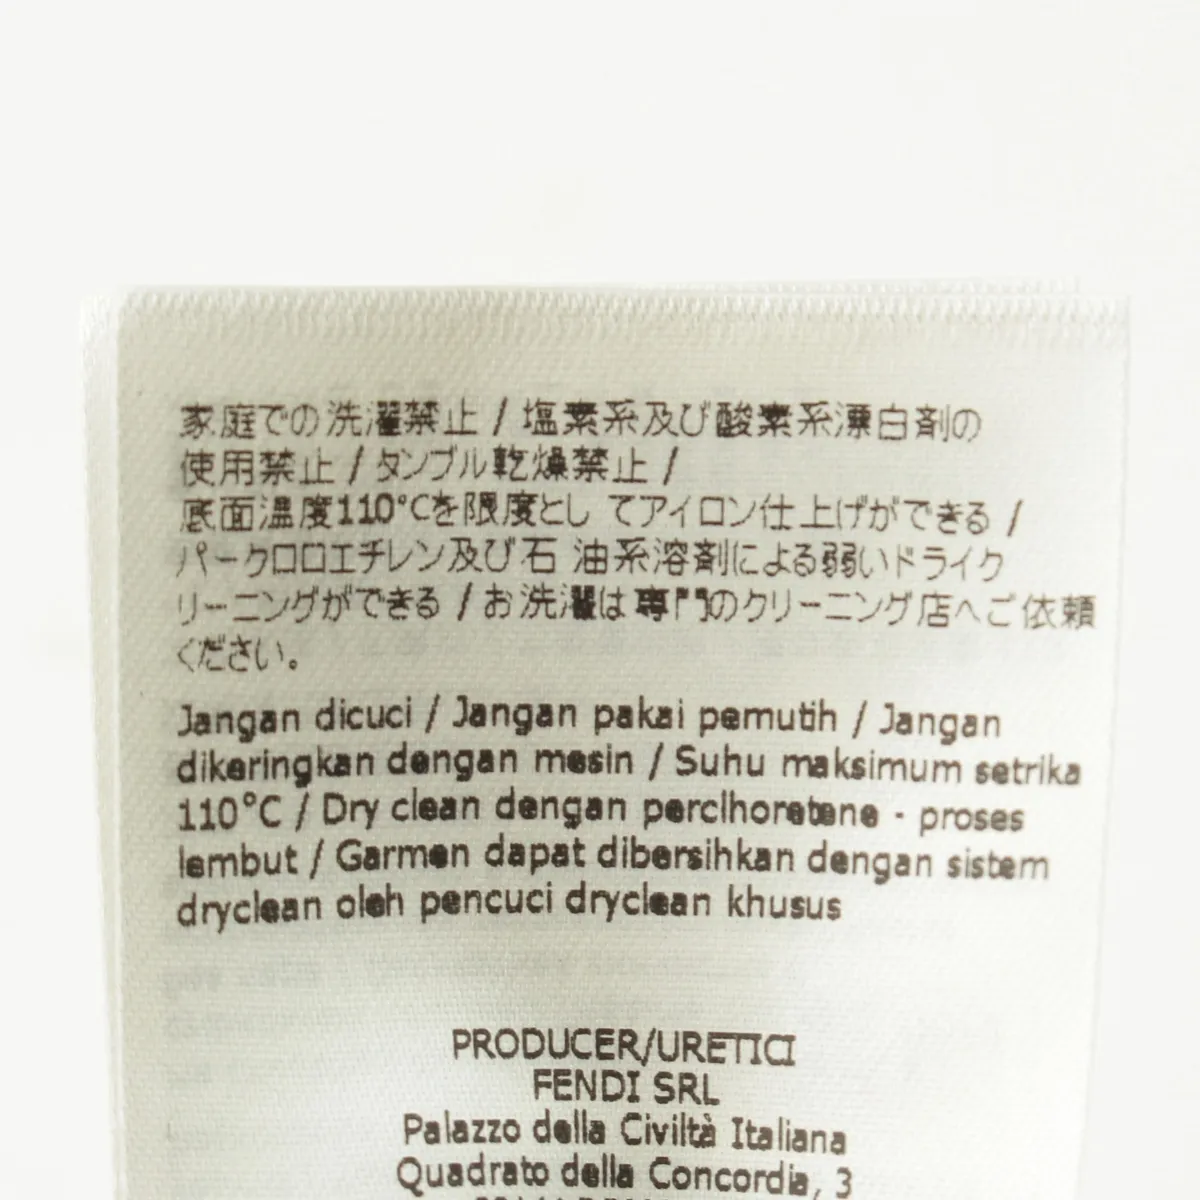 家庭での洗濯禁止 / 塩素系及び酸素系漂白剤の
使用禁止 / タンブル乾燥禁止 /
底面温度110°Cを限度とし てアイロン仕上げができる /
パークロロエチレン及び石 油系溶剤による弱いドライク
リーニングができる / お洗濯は専門のクリーニング店へご依頼
ください。
Jangan dicuci / Jangan pakai pemutih / Jangan
dikeringkan dengan mesin / Suhu maksimum setrika
110°C / Dry clean dengan perclhoretene - proses
lembut / Garmen dapat dibersihkan dengan sistem
dryclean oleh pencuci dryclean khusus
PRODUCER/URETICI
FENDI SRL
Palazzo della Civiltà Italiana
Quadrato della Concordia, 3